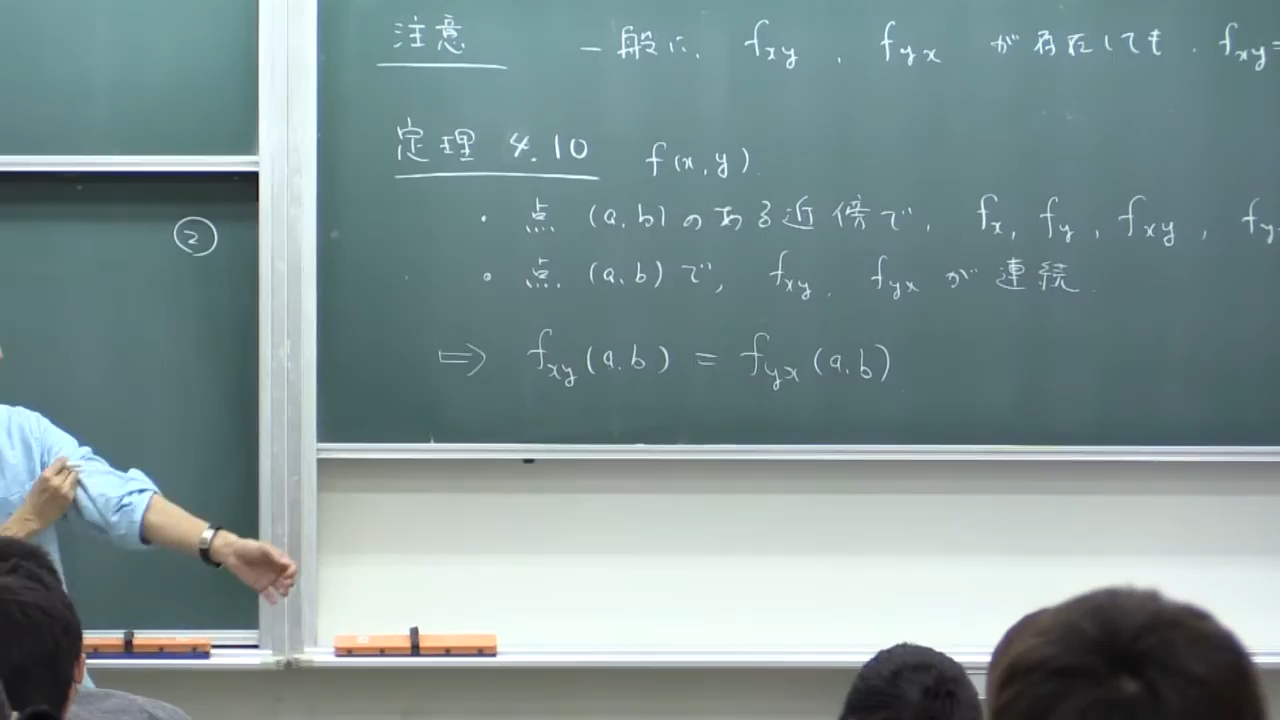 注意 一般に、 fxy , fyx が存在しても、 fxy=
定理 4.10 f(x,y).
・ 点 (a,b)のある近傍で、 fx, fy, fxy, fy
・ 点 (a,b)で, fxy, fyx が連続.
⇒ fxy(a,b) = fyx(a,b)
②